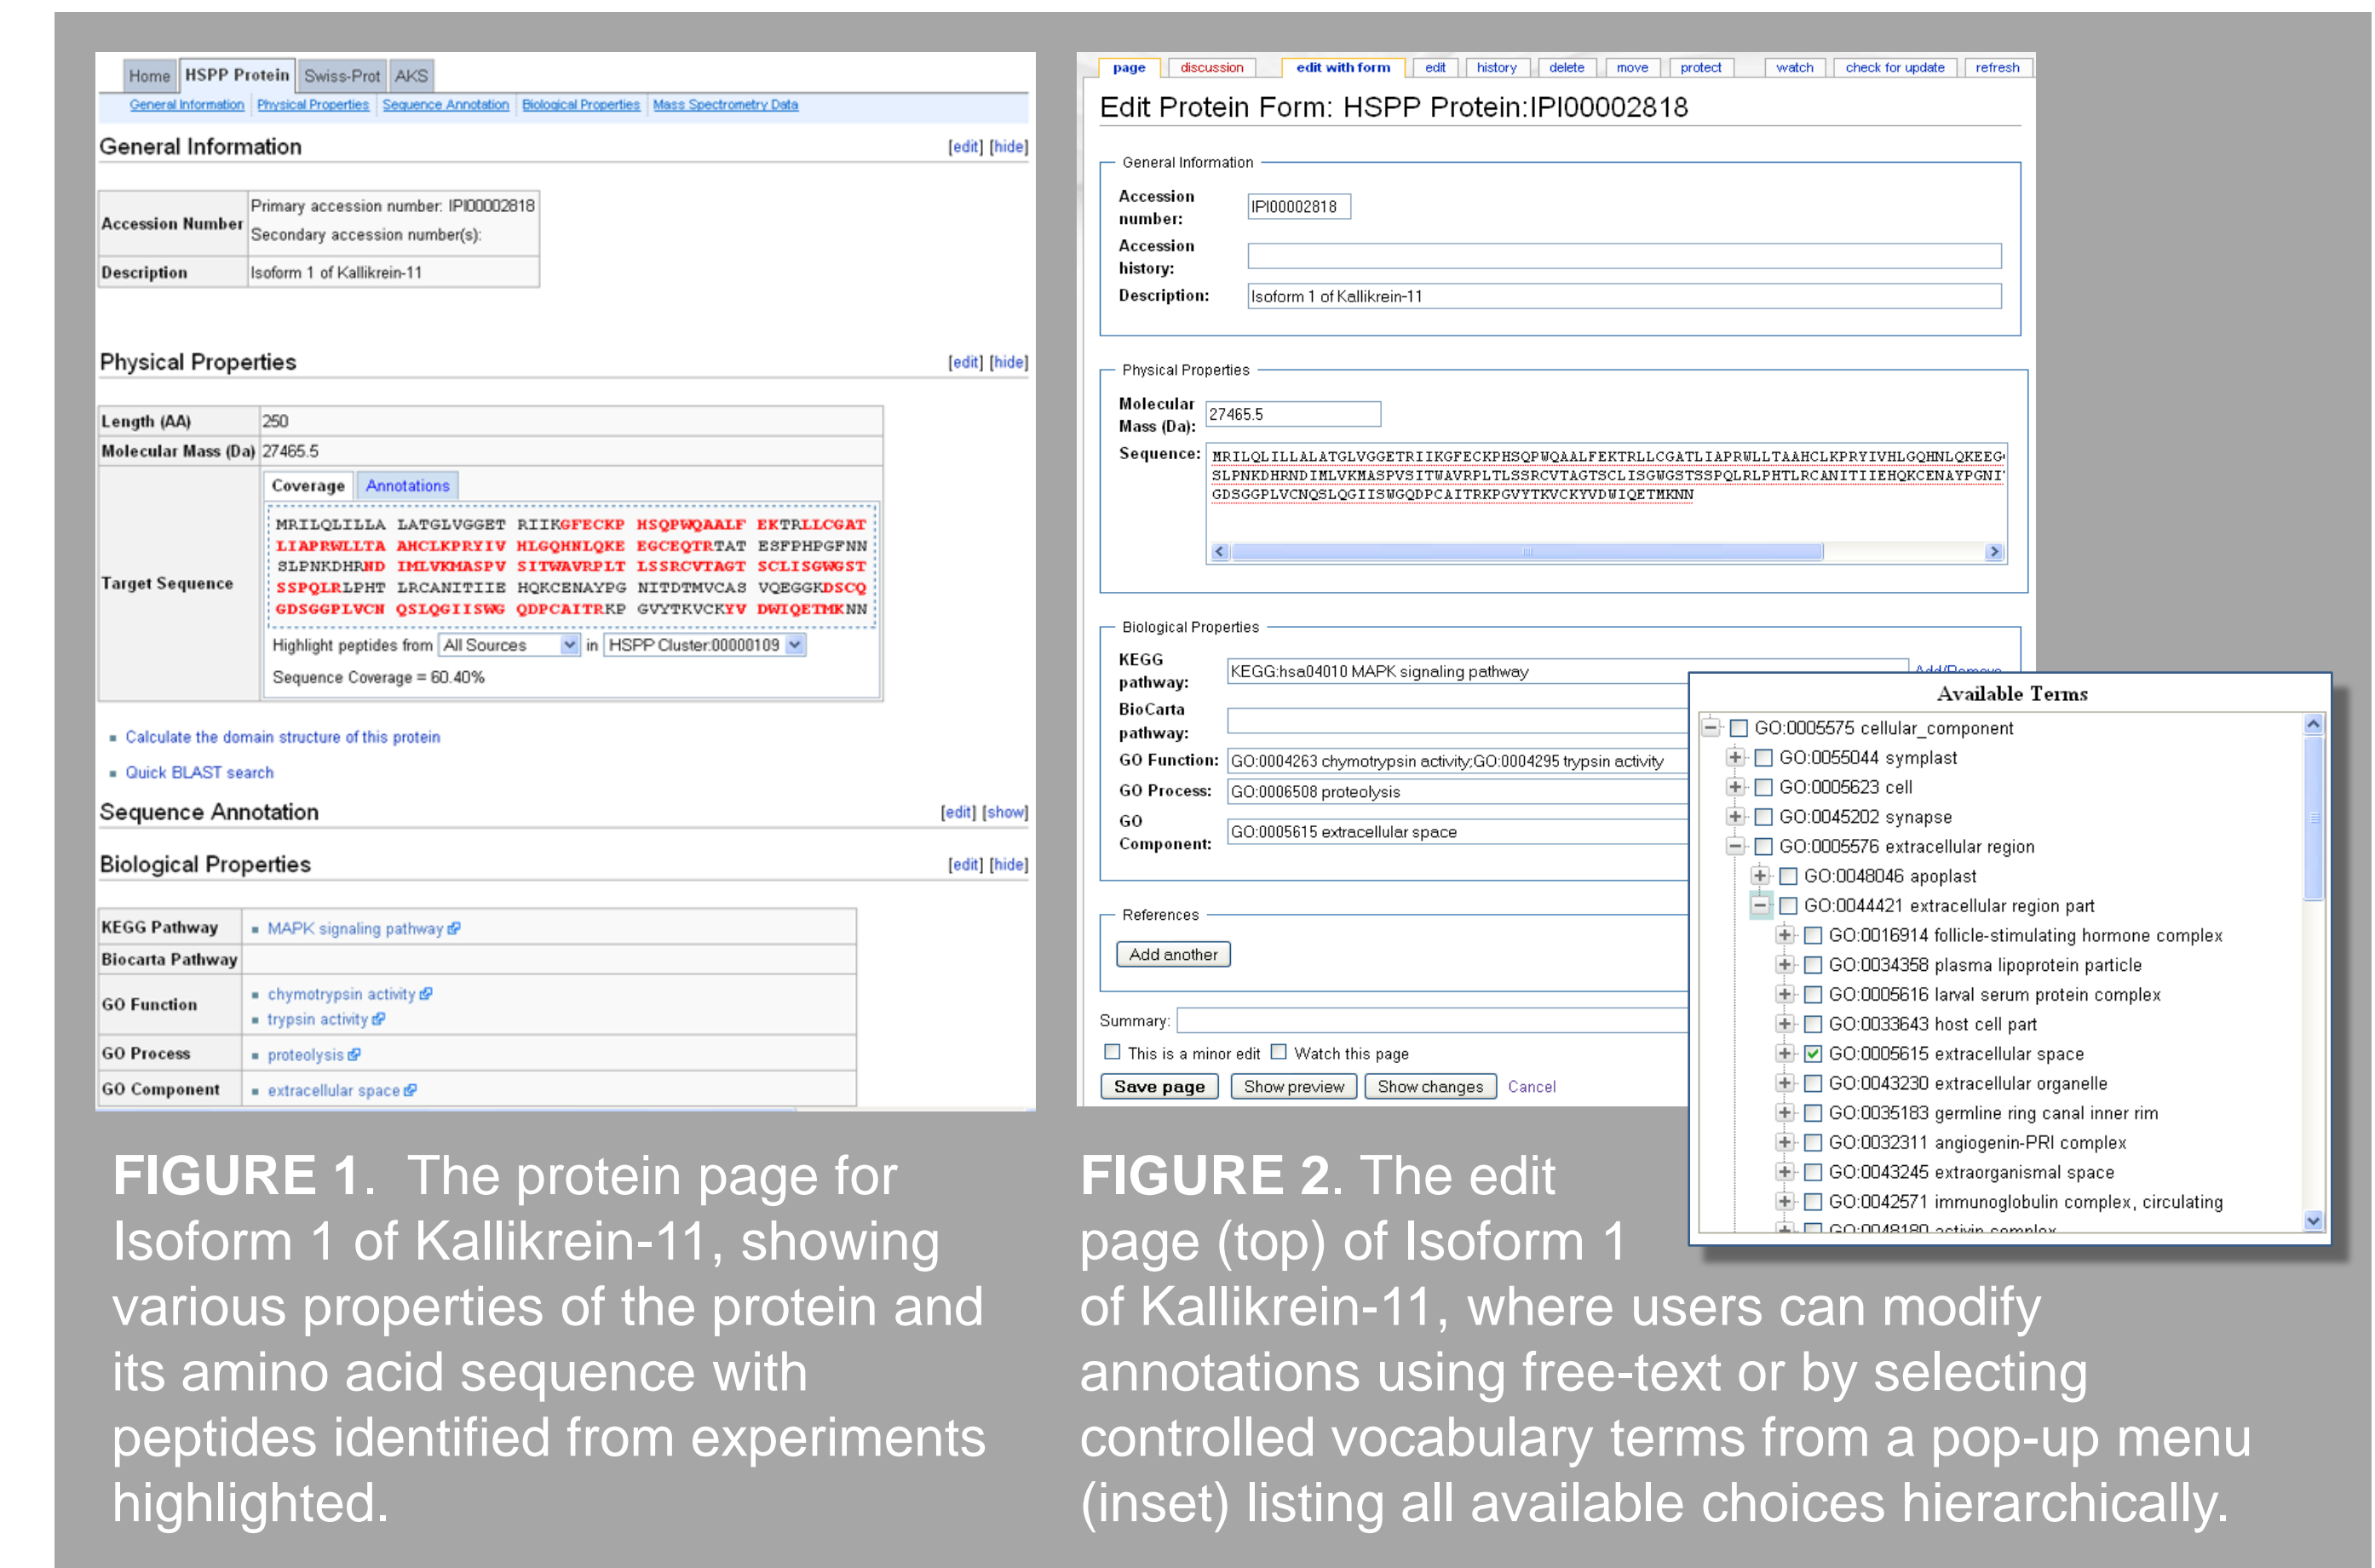 Home HSPP Protein Swiss-Prot AKS
General Information Physical Properties Sequence Annotation Biological Properties Mass Spectrometry Data
General Information [edit] [hide]
Accession Number
Primary accession number: IPI00002818
Secondary accession number(s):
Description Isoform 1 of Kallikrein-11
Physical Properties [edit] [hide]
Length (AA) 250
Molecular Mass (Da) 27465.5
Target Sequence
Coverage Annotations
MRILQLILLA LATGLVGGET RIIKGFECKP HSQPWQAALF EKTRLLCGAT
LIAPRWLLTA AHCLKPRYIV HLGQHNLQKE EGCEQTRTAT ESFPHPGFNN
SLPNKDHRND IMLVKMASPV SITWAVRPLT LSSRCVTAGT SCLISGWGST
SSPQLRLPHT LRCANITIIE HQKCENAYPG NITDTMVCAS VQEGGKDSCQ
GDSGGPLVCN QSLQGIISWG QDPCAITRKP GVYTKVCKYV DWIQETMKNN
Highlight peptides from All Sources in HSPP Cluster:00000109
Sequence Coverage = 60.40%
Calculate the domain structure of this protein
Quick BLAST search
Sequence Annotation [edit] [show]
Biological Properties [edit] [hide]
KEGG Pathway MAPK signaling pathway
Biocarta Pathway
GO Function
chymotrypsin activity
trypsin activity
GO Process proteolysis
GO Component extracellular space
FIGURE 1. The protein page for
Isoform 1 of Kallikrein-11, showing
various properties of the protein and
its amino acid sequence with
peptides identified from experiments
highlighted.
page discussion edit with form edit history delete move protect watch check for update refresh
Edit Protein Form: HSPP Protein:IPI00002818
General Information
Accession
number:
IPI00002818
Accession
history:
Description: Isoform 1 of Kallikrein-11
Physical Properties
Molecular
Mass (Da):
27465.5
Sequence:
MRILQLILLALATGLVGGETRIIKGFECKPHSQPWQAALFEKTRLLCGATLIAPRWLLTAAHCLKPRYIVHLGQHNLQKEEG
SLPNKDHRNDIMLVKMASPVSITWAVRPLTLSSRCVTAGTSCLISGWGSTSSPQLRLPHTLRCANITIIEHQKCENAYPGNI
GDSGGPLVCNQSLQGIISWGQDPCAITRKPGVYTKVCKYVDWIQETMKNN
Biological Properties
KEGG
pathway:
KEGG:hsa04010 MAPK signaling pathway
Add/Remove
BioCarta
pathway:
GO Function: GO:0004263 chymotrypsin activity;GO:0004295 trypsin activity
GO Process: GO:0006508 proteolysis
GO
Component:
GO:0005615 extracellular space
References
Add another
Summary:
This is a minor edit Watch this page
Save page Show preview Show changes Cancel
Available Terms
GO:0005575 cellular_component
GO:0055044 symplast
GO:0005623 cell
GO:0045202 synapse
GO:0005576 extracellular region
GO:0048046 apoplast
GO:0044421 extracellular region part
GO:0016914 follicle-stimulating hormone complex
GO:0034358 plasma lipoprotein particle
GO:0005616 larval serum protein complex
GO:0033643 host cell part
GO:0005615 extracellular space
GO:0043230 extracellular organelle
GO:0035183 germline ring canal inner rim
GO:0032311 angiogenin-PRI complex
GO:0043245 extraorganismal space
GO:0042571 immunoglobulin complex, circulating
GO:0048180 activin complex
FIGURE 2. The edit
page (top) of Isoform 1
of Kallikrein-11, where users can modify
annotations using free-text or by selecting
controlled vocabulary terms from a pop-up menu
(inset) listing all available choices hierarchically.